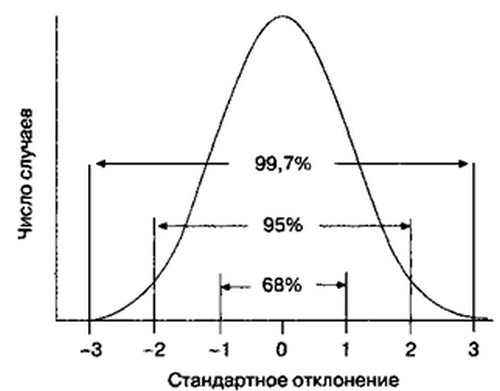 Число случаев
99,7%
95%
68%
−3 −2 −1 0 1 2 3
Стандартное отклонение